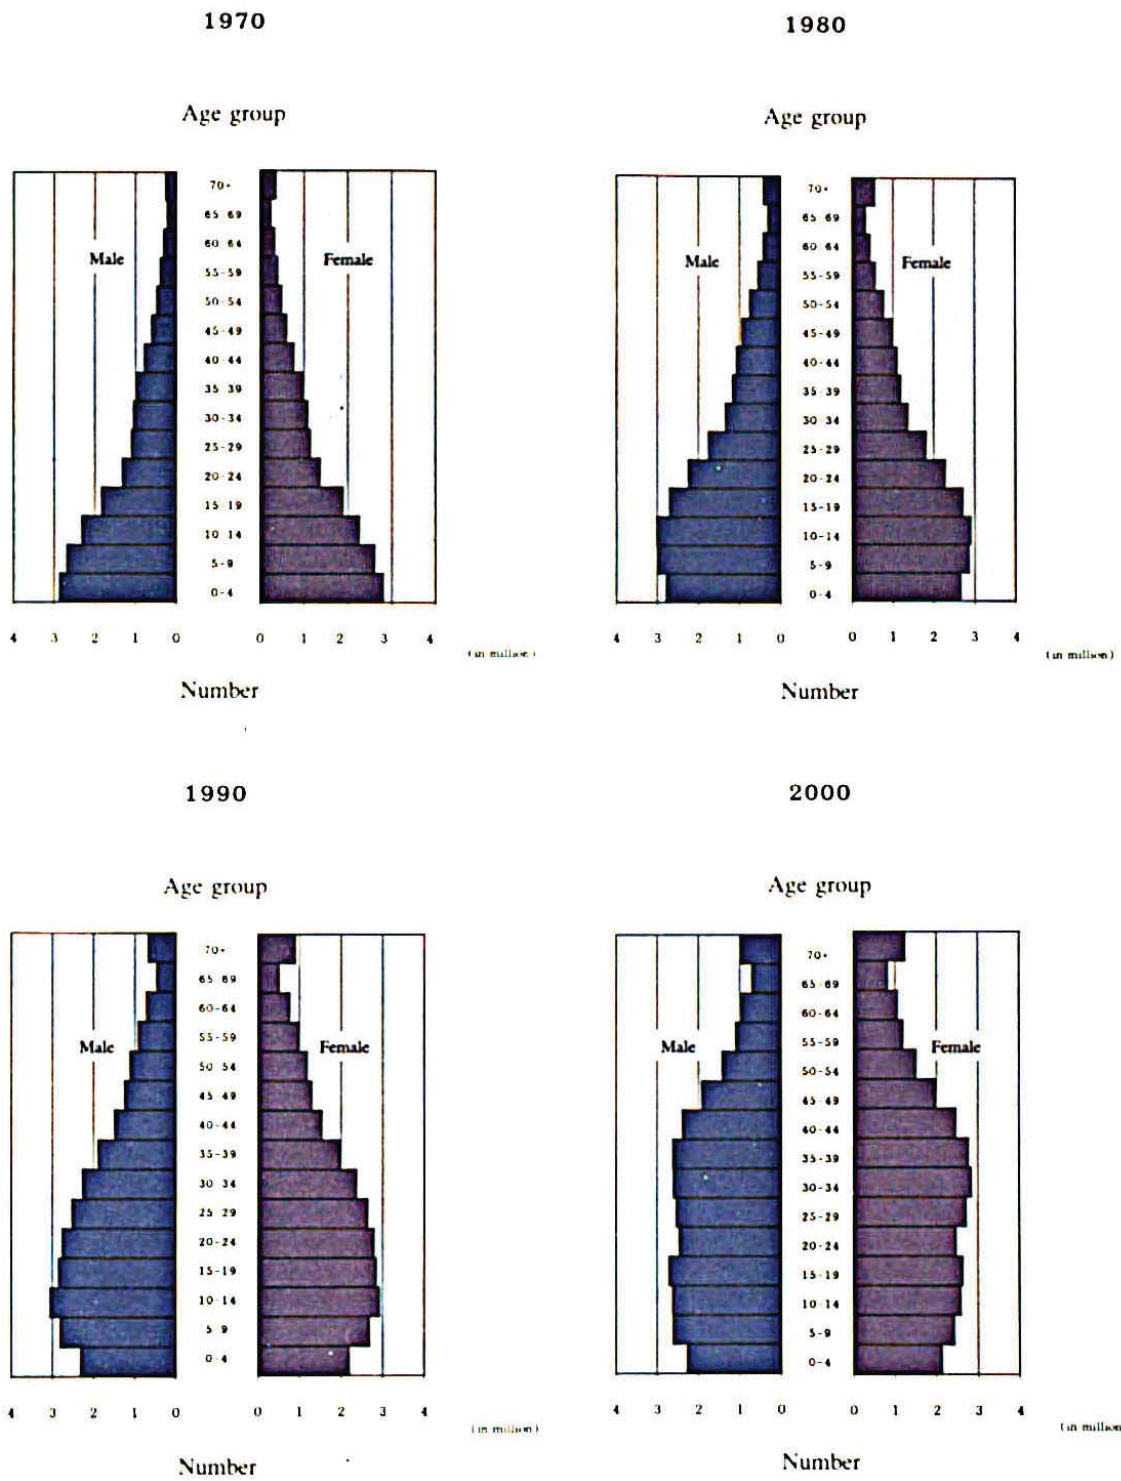 1970
Age group
70+
65 69
60-64
Male
Female
55-59
50-54
45-49
40-44
35 39
30-34
25-29
20-24
15-19
10-14
5-9
0-4
4 3 2 1 0
0 1 2 3 4
(in million)
Number
1980
Age group
70+
65 69
60-64
Male
Female
55-59
50-54
45-49
40-44
35-39
30-34
25-29
20-24
15-19
10-14
5-9
0-4
4 3 2 1 0
0 1 2 3 4
(in million)
Number
1990
Age group
70+
65-69
60-64
55-59
Male
Female
50-54
45-49
40-44
35-39
30 34
25 29
20-24
15-19
10-14
5-9
0-4
4 3 2 1 0
0 1 2 3 4
(in million)
Number
2000
Age group
70+
65-69
60-64
55-59
Male
Female
50-54
45 49
40-44
35-39
30-34
25-29
20-24
15-19
10-14
5-9
0-4
4 3 2 1 0
0 1 2 3 4
(in million
Number